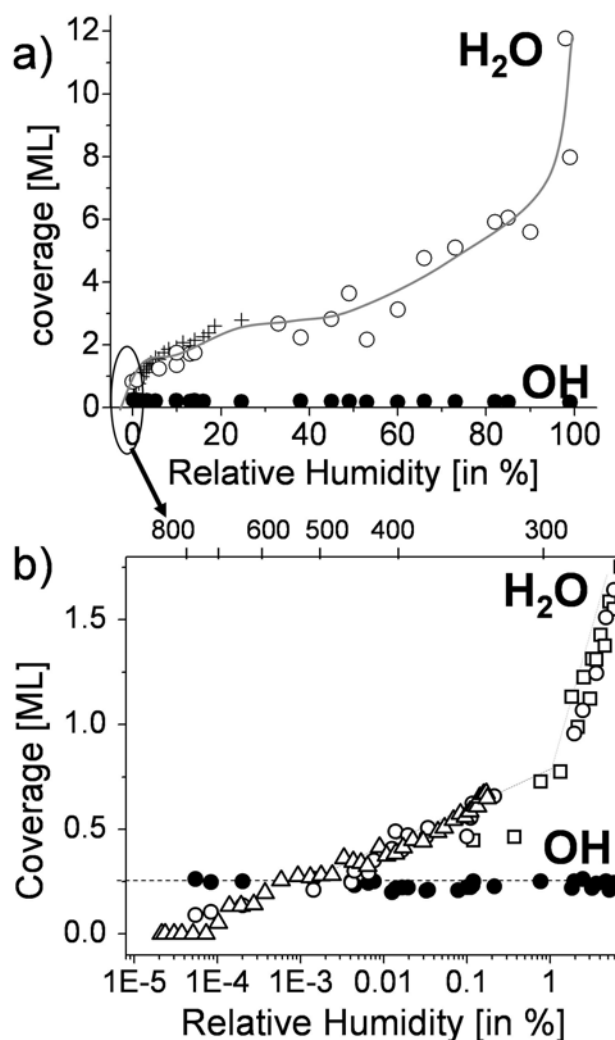 a)
H₂O
12
10
8
6
4
2
0
coverage [ML]
OH
0 20 40 60 80 100
Relative Humidity [in %]
800 600 500 400 300
b)
H₂O
1.5
1.0
0.5
0.0
Coverage [ML]
OH
1E-5 1E-4 1E-3 0.01 0.1 1
Relative Humidity [in %]